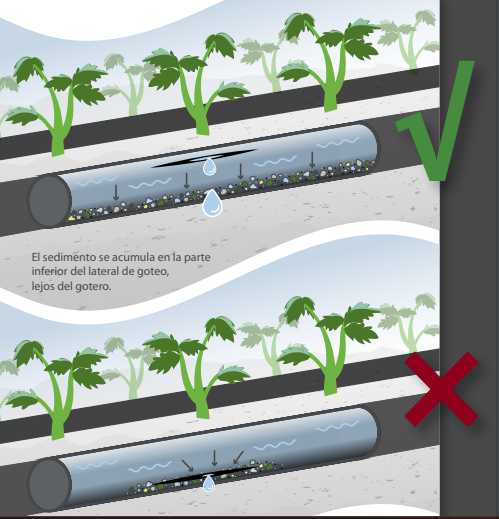 El sedimento se acumula en la parte
inferior del lateral de goteo,
lejos del gotero.